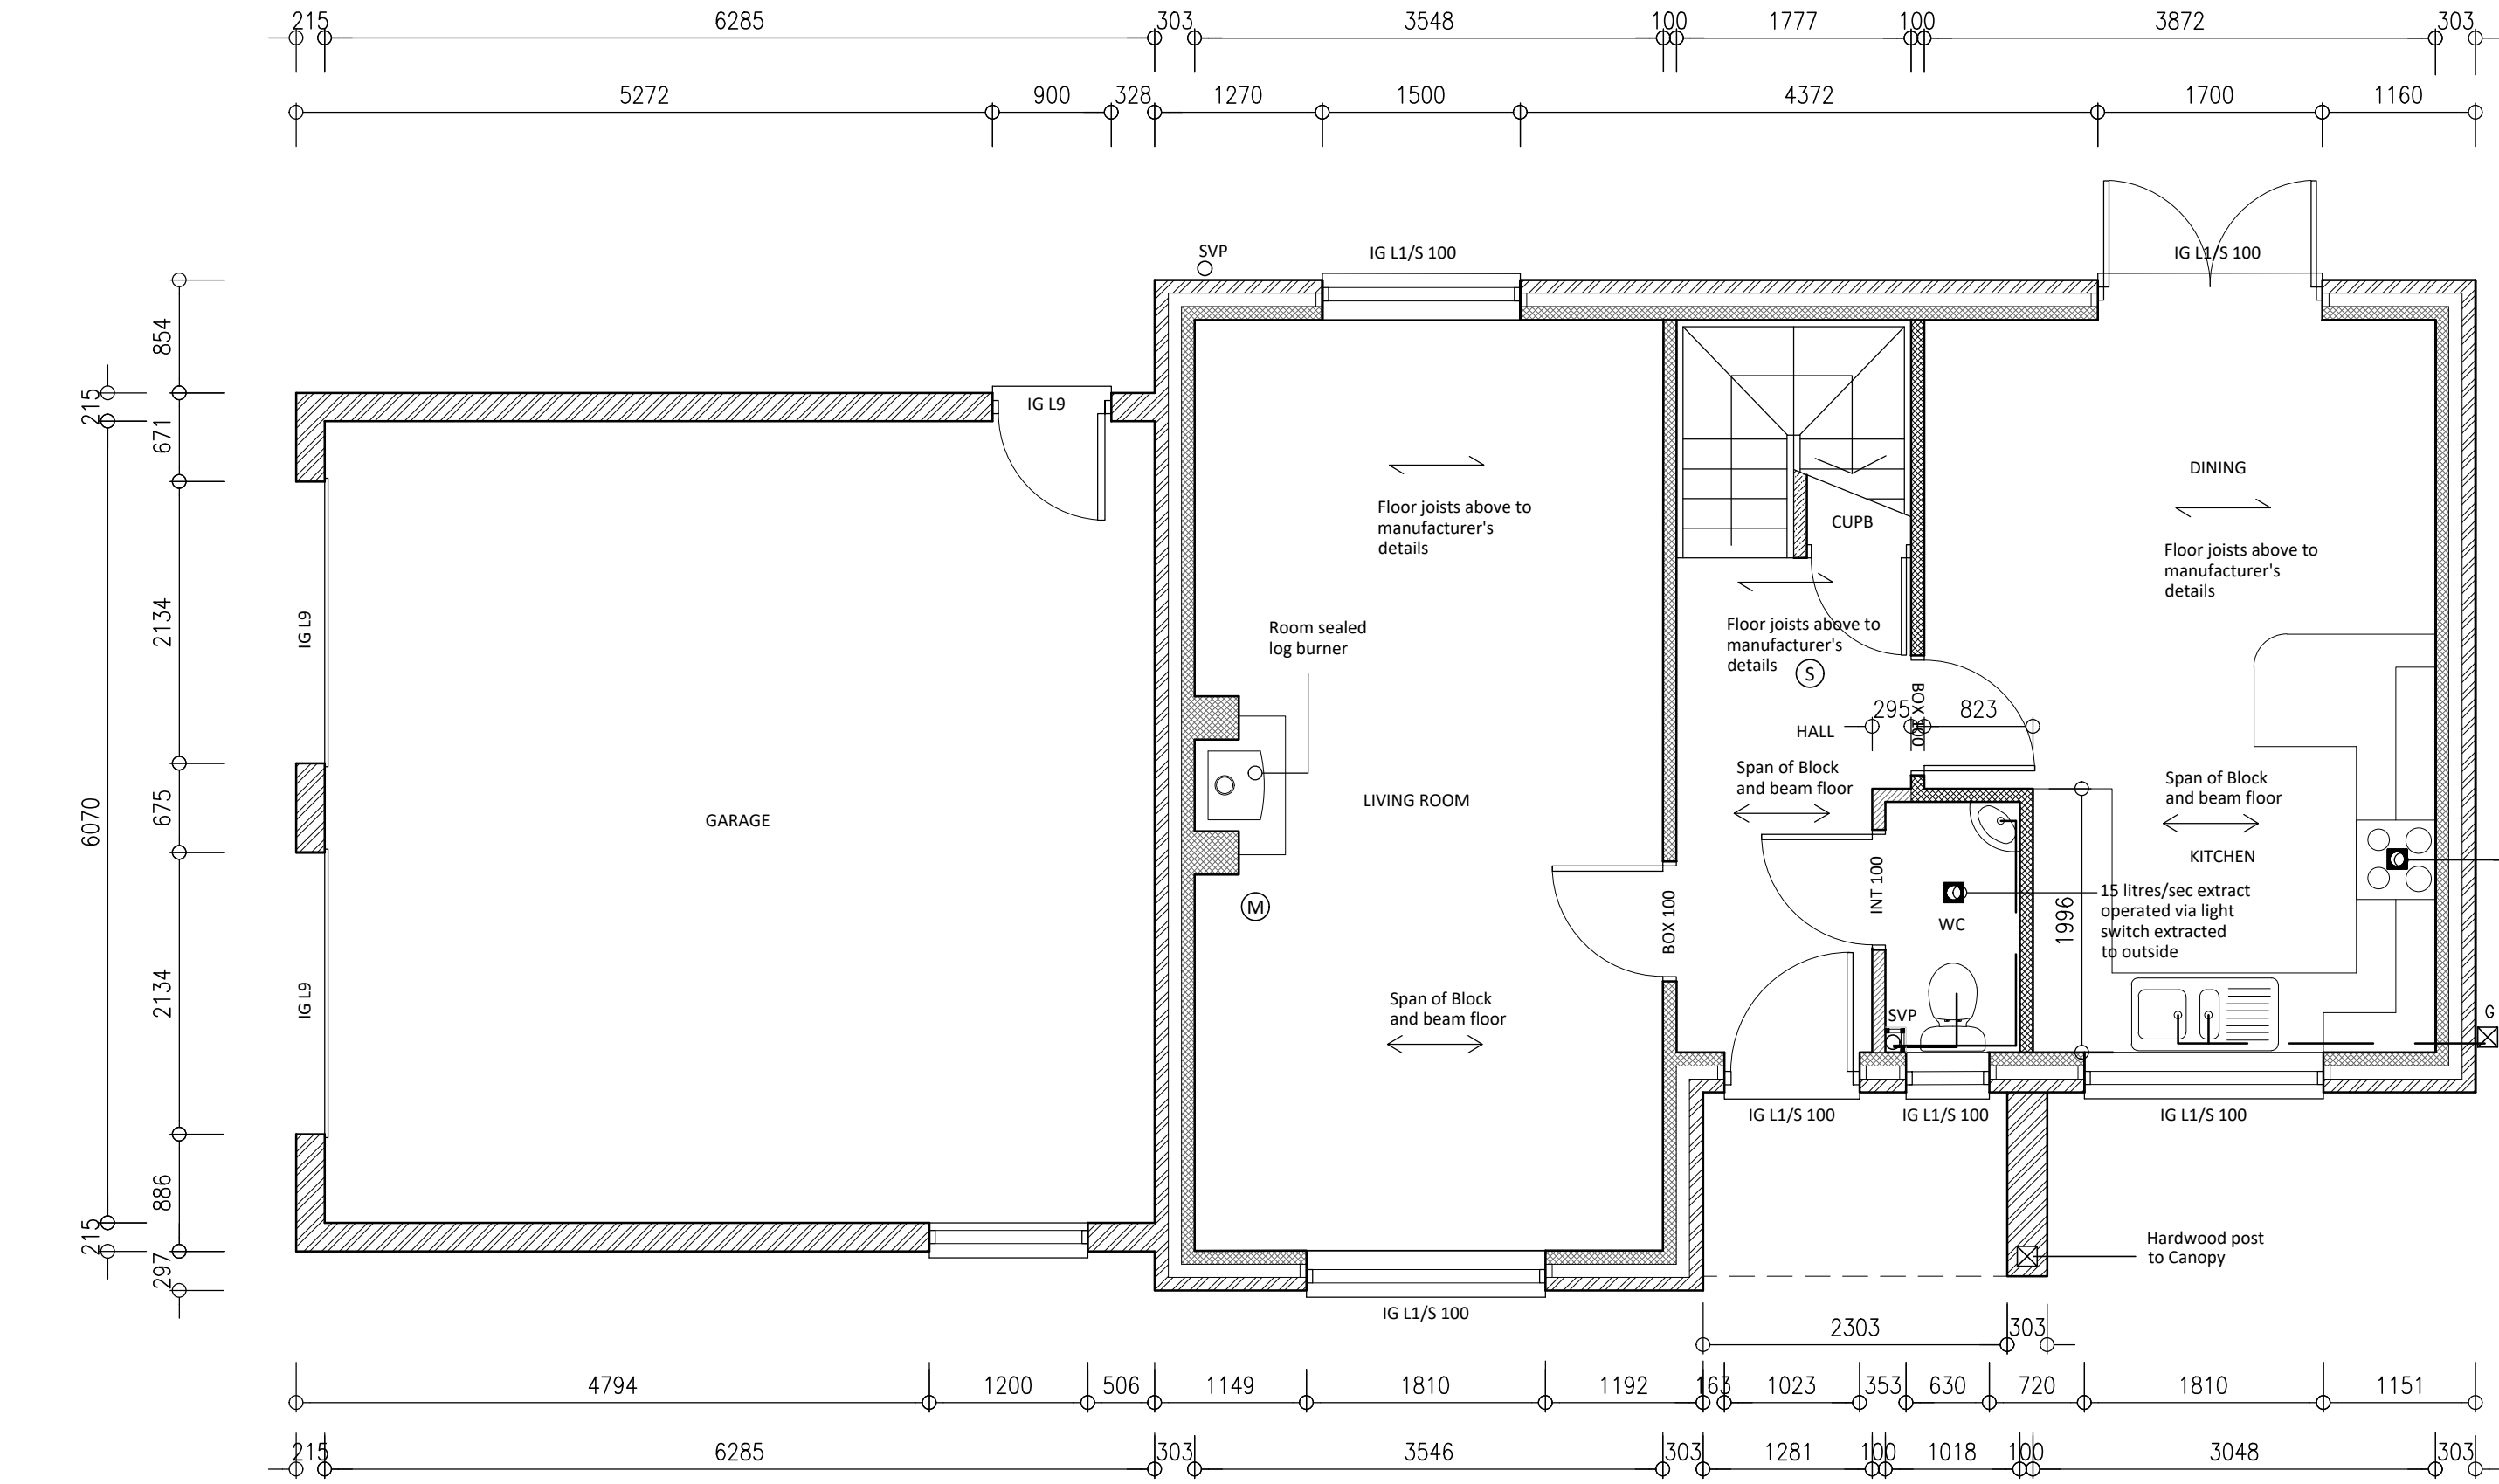 215 6285 303 3548 100 1777 100 3872 303
5272 900 328 1270 1500 4372 1700 1160
SVP
IG L1/S 100
IG L1/S 100
854
215
671
IG L9
DINING
Floor joists above to
manufacturer's
details
CUPB
Floor joists above to
manufacturer's
details
2134
IG L9
Room sealed
log burner
Floor joists above to
manufacturer's
details
S
BOX 100
295 823
HALL
Span of Block
and beam floor
Span of Block
and beam floor
675
6070
GARAGE
LIVING ROOM
KITCHEN
INT 100
15 litres/sec extract
operated via light
switch extracted
to outside
M
BOX 100
WC
1996
2134
IG L9
Span of Block
and beam floor
SVP
G
IG L1/S 100
IG L1/S 100
IG L1/S 100
886
215
297
Hardwood post
to Canopy
IG L1/S 100
2303 303
4794 1200 506 1149 1810 1192 163 1023 353 630 720 1810 1151
215 6285 303 3546 303 1281 100 1018 100 3048 303